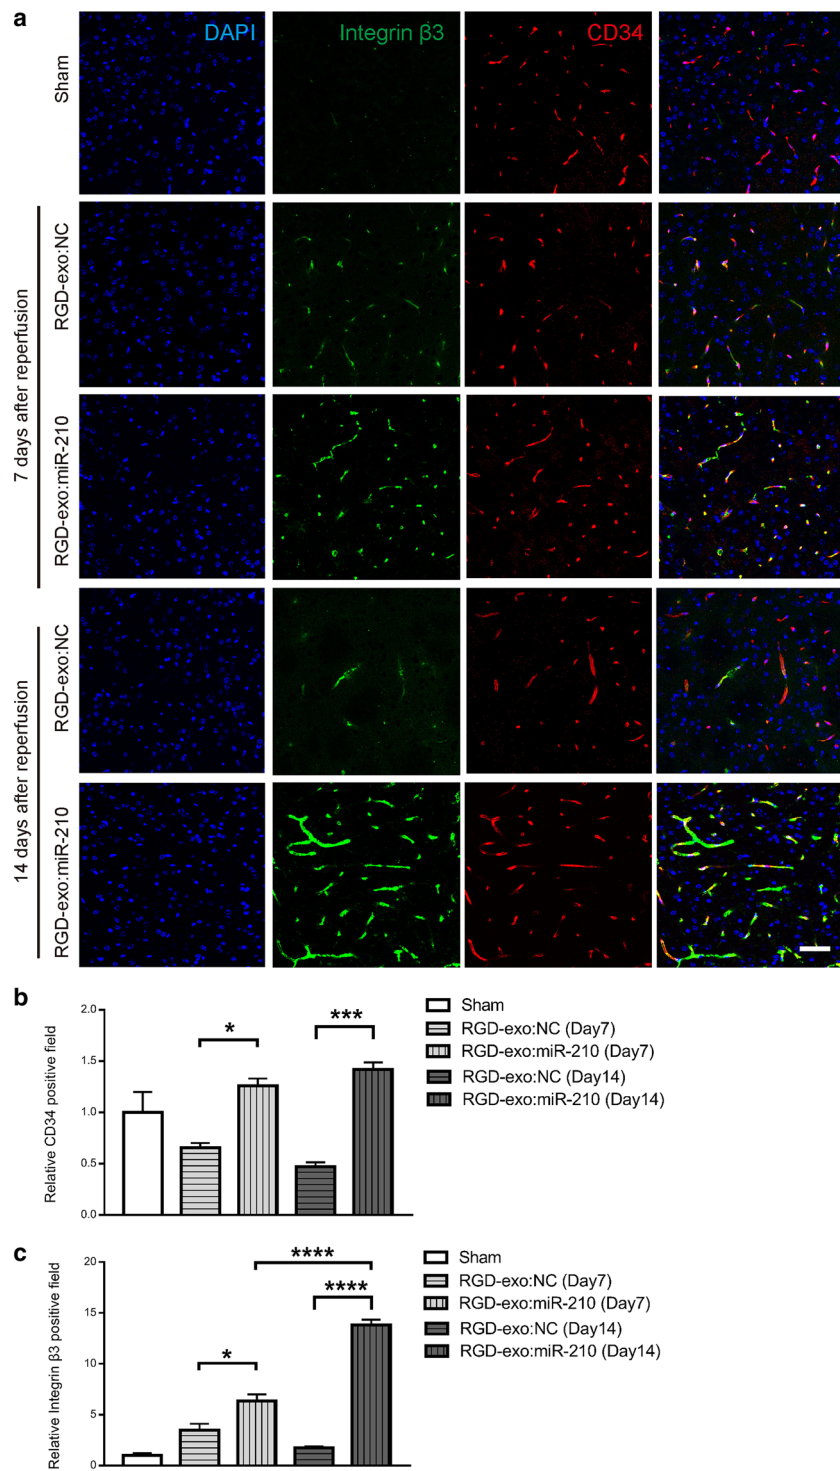 a
DAPI
Integrin β3
CD34
Sham
7 days after reperfusion
RGD-exo:NC
RGD-exo:miR-210
14 days after reperfusion
RGD-exo:NC
RGD-exo:miR-210
b
Relative CD34 positive field
2.0
1.5
1.0
0.5
0.0
*
***
Sham
RGD-exo:NC (Day7)
RGD-exo:miR-210 (Day7)
RGD-exo:NC (Day14)
RGD-exo:miR-210 (Day14)
c
Relative Integrin β3 positive field
20
15
10
5
0
*
****
****
Sham
RGD-exo:NC (Day7)
RGD-exo:miR-210 (Day7)
RGD-exo:NC (Day14)
RGD-exo:miR-210 (Day14)